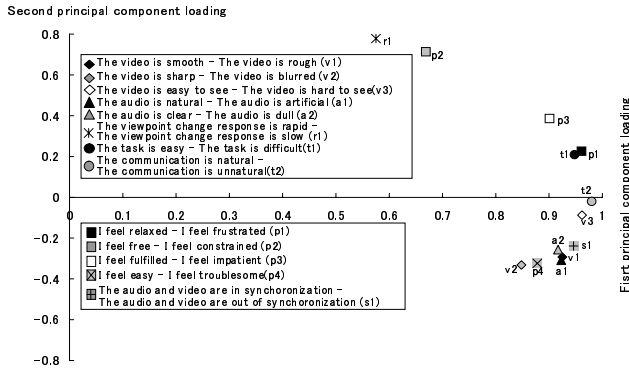 Second principal component loading
0.8
r1
p2
0.6
The video is smooth - The video is rough (v1)
The video is sharp - The video is blurred (v2)
The video is easy to see - The video is hard to see(v3)
The audio is natural - The audio is artificial (a1)
The audio is clear - The audio is dull (a2)
The viewpoint change response is rapid -
The viewpoint change response is slow (r1)
The task is easy - The task is difficult(t1)
The communication is natural -
The communication is unnatural(t2)
0.4
p3
0.2
t1
p1
t2
0
0 0.1 0.2 0.3 0.4 0.5 0.6 0.7 0.8 0.9 1
v3
I feel relaxed - I feel frustrated (p1)
I feel free - I feel constrained (p2)
I feel fulfilled - I feel impatient (p3)
I feel easy - I feel troublesome(p4)
The audio and video are in synchoronization -
The audio and video are out of synchoronization (s1)
-0.2
a2
s1
v1
v2
p4
a1
-0.4
-0.6
-0.8
Fisrt principal component loading